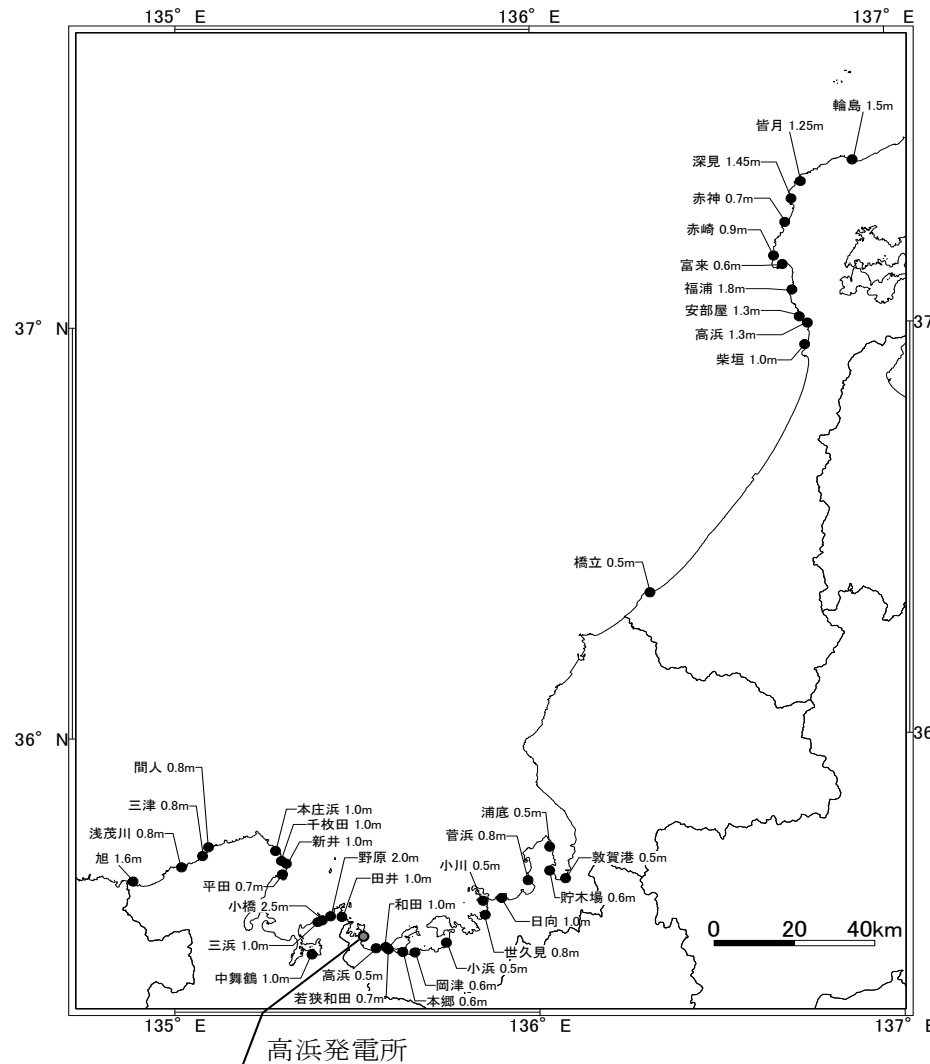 135° E
136° E
137° E
輪島 1.5m
皆月 1.25m
深見 1.45m
赤神 0.7m
赤崎 0.9m
富来 0.6m
福浦 1.8m
安部屋 1.3m
37° N
37°
高浜 1.3m
柴垣 1.0m
橋立 0.5m
36° N
36°
間人 0.8m
三津 0.8m
本庄浜 1.0m
浦底 0.5m
千枚田 1.0m
浅茂川 0.8m
菅浜 0.8m
新井 1.0m
旭 1.6m
野原 2.0m
小川 0.5m
敦賀港 0.5m
平田 0.7m
田井 1.0m
貯木場 0.6m
小橋 2.5m
和田 1.0m
日向 1.0m
三浜 1.0m
世久見 0.8m
0 20 40km
中舞鶴 1.0m
高浜 0.5m
小浜 0.5m
岡津 0.6m
若狭和田 0.7m
本郷 0.6m
135° E
136° E
137° E
高浜発電所